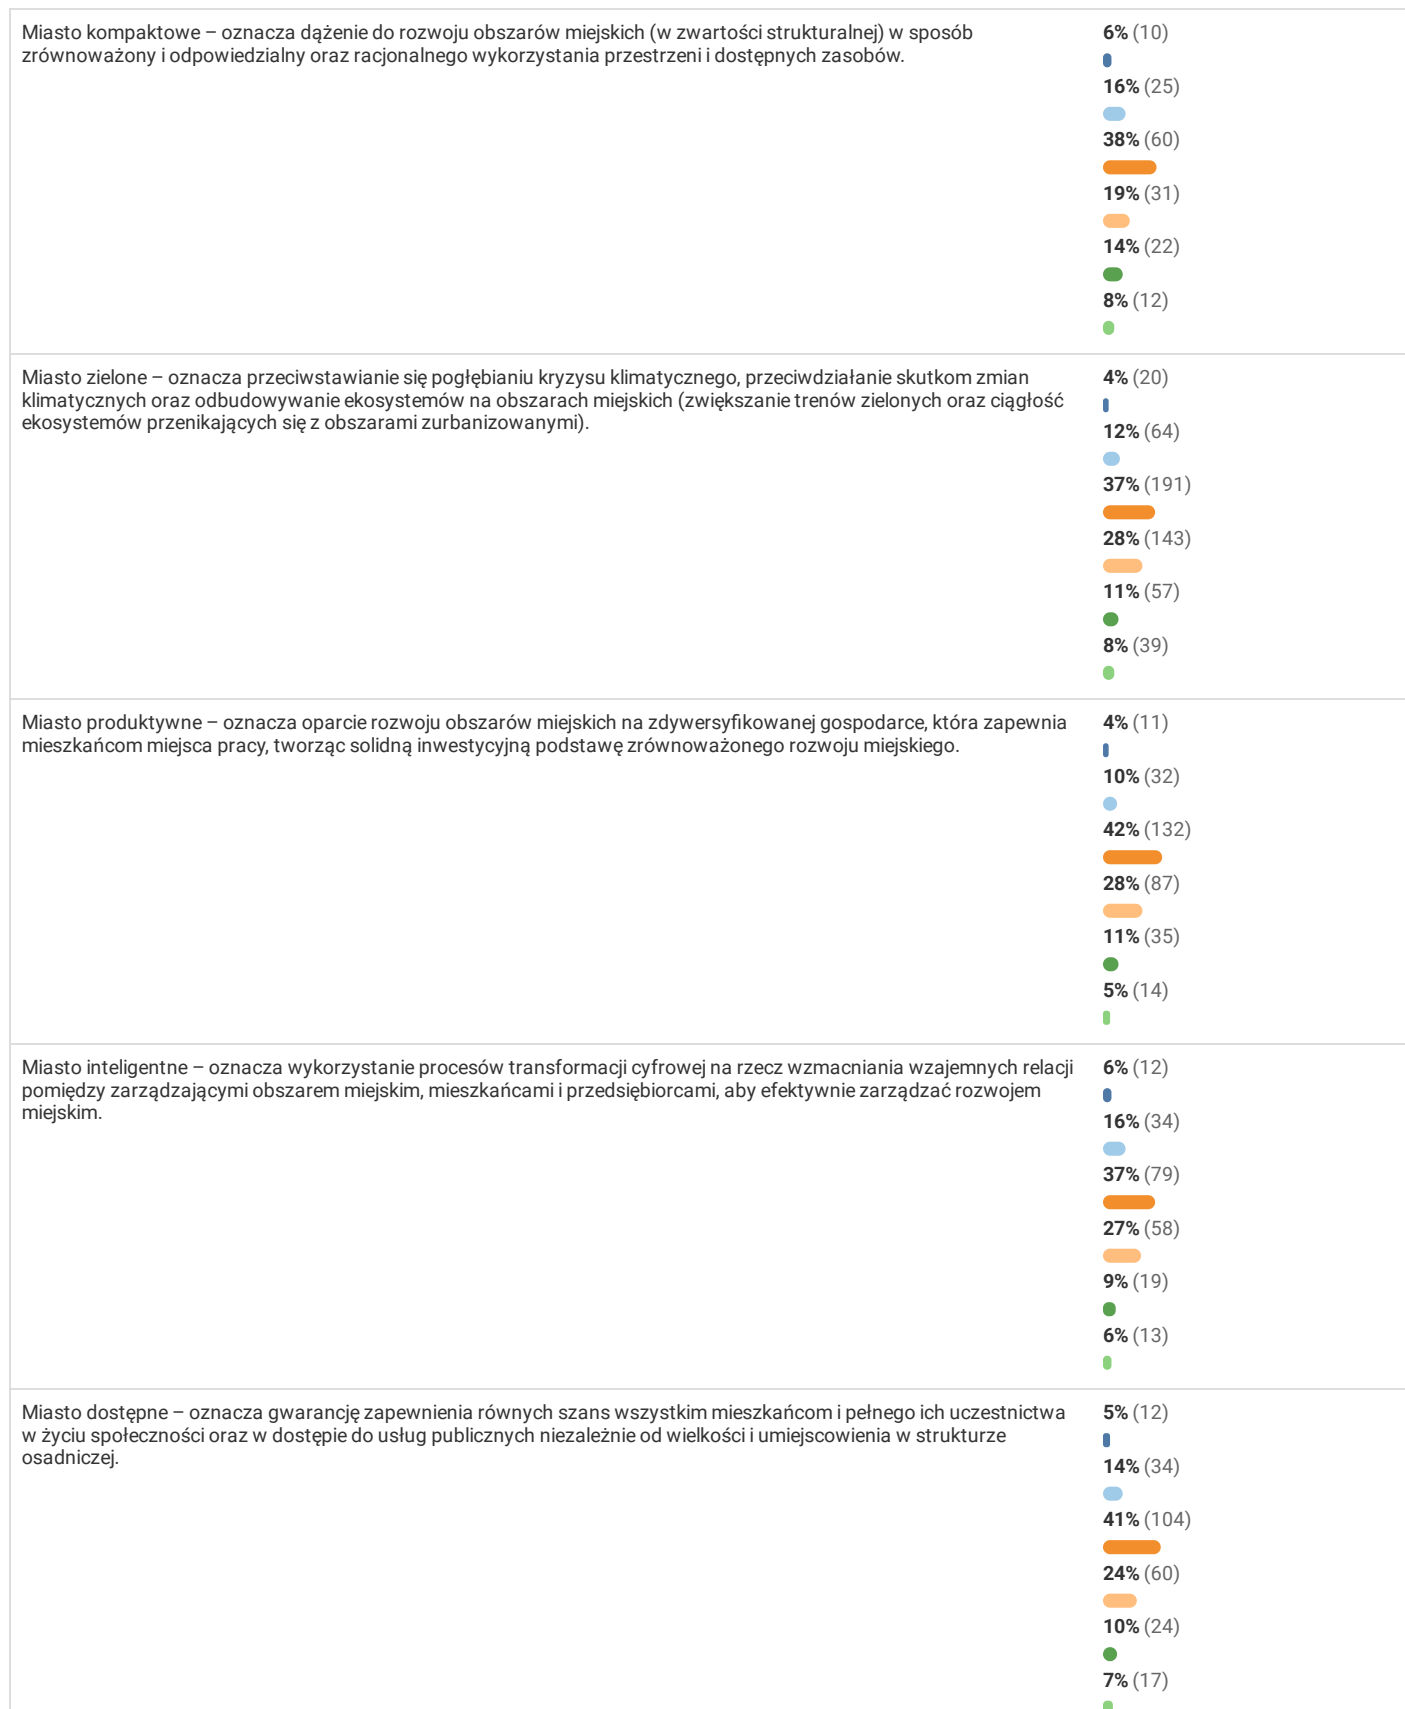 Miasto kompaktowe – oznacza dążenie do rozwoju obszarów miejskich (w zwartości strukturalnej) w sposób
zrównoważony i odpowiedzialny oraz racjonalnego wykorzystania przestrzeni i dostępnych zasobów.
6% (10)
16% (25)
38% (60)
19% (31)
14% (22)
8% (12)
Miasto zielone – oznacza przeciwstawianie się pogłębianiu kryzysu klimatycznego, przeciwdziałanie skutkom zmian
klimatycznych oraz odbudowywanie ekosystemów na obszarach miejskich (zwiększanie trenów zielonych oraz ciągłość
ekosystemów przenikających się z obszarami zurbanizowanymi).
4% (20)
12% (64)
37% (191)
28% (143)
11% (57)
8% (39)
Miasto produktywne – oznacza oparcie rozwoju obszarów miejskich na zdywersyfikowanej gospodarce, która zapewnia
mieszkańcom miejsca pracy, tworząc solidną inwestycyjną podstawę zrównoważonego rozwoju miejskiego.
4% (11)
10% (32)
42% (132)
28% (87)
11% (35)
5% (14)
Miasto inteligentne – oznacza wykorzystanie procesów transformacji cyfrowej na rzecz wzmacniania wzajemnych relacji
pomiędzy zarządzającymi obszarem miejskim, mieszkańcami i przedsiębiorcami, aby efektywnie zarządzać rozwojem
miejskim.
6% (12)
16% (34)
37% (79)
27% (58)
9% (19)
6% (13)
Miasto dostępne – oznacza gwarancję zapewnienia równych szans wszystkim mieszkańcom i pełnego ich uczestnictwa
w życiu społeczności oraz w dostępie do usług publicznych niezależnie od wielkości i umiejscowienia w strukturze
osadniczej.
5% (12)
14% (34)
41% (104)
24% (60)
10% (24)
7% (17)